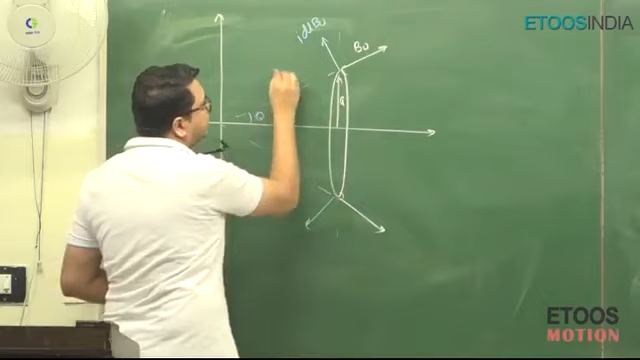 ETOOSINDIA
idlB₀
B₀
a
ETOOS
MOTION